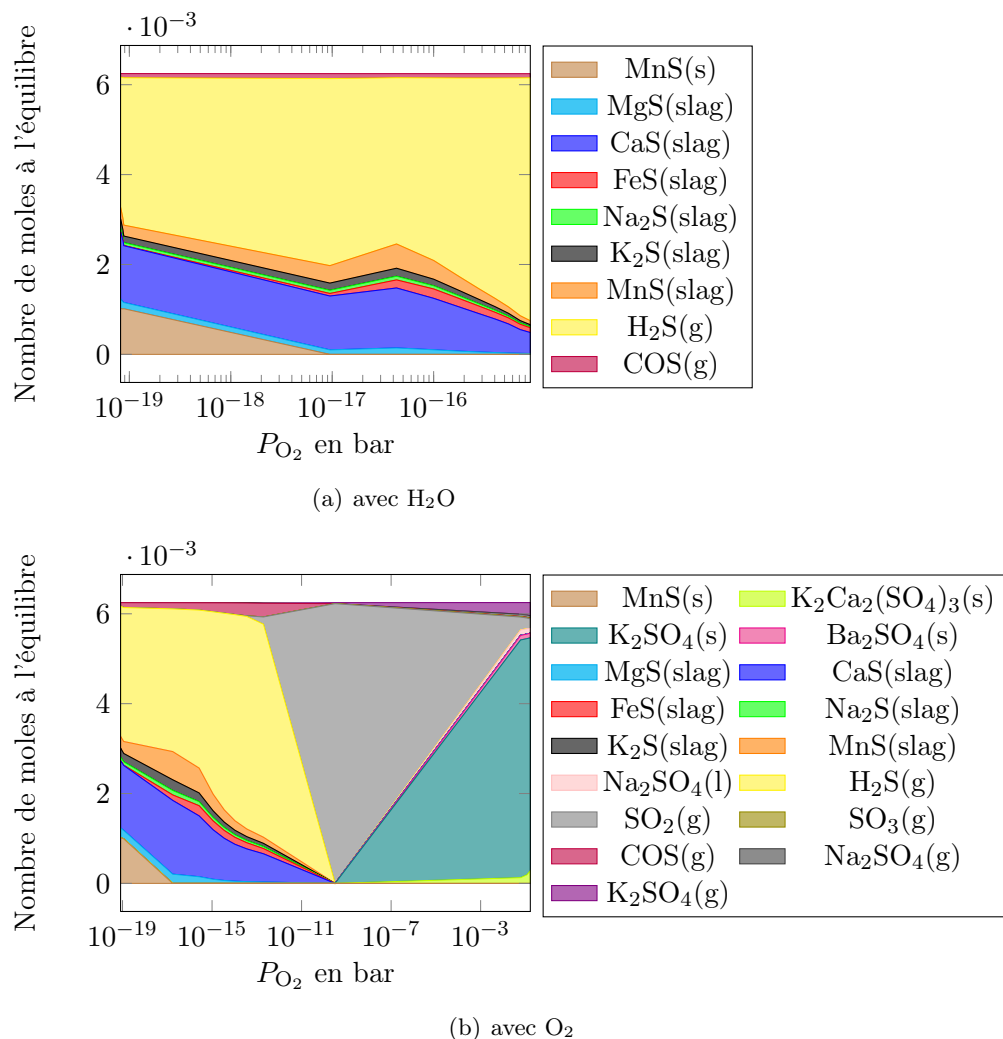 · 10⁻³
Nombre de moles à l'équilibre
6
4
2
0
10⁻¹⁹ 10⁻¹⁸ 10⁻¹⁷ 10⁻¹⁶
P_O₂ en bar
MnS(s)
MgS(slag)
CaS(slag)
FeS(slag)
Na₂S(slag)
K₂S(slag)
MnS(slag)
H₂S(g)
COS(g)
(a) avec H₂O
· 10⁻³
Nombre de moles à l'équilibre
6
4
2
0
10⁻¹⁹ 10⁻¹⁵ 10⁻¹¹ 10⁻⁷ 10⁻³
P_O₂ en bar
MnS(s) K₂Ca₂(SO₄)₃(s)
K₂SO₄(s) Ba₂SO₄(s)
MgS(slag) CaS(slag)
FeS(slag) Na₂S(slag)
K₂S(slag) MnS(slag)
Na₂SO₄(l) H₂S(g)
SO₂(g) SO₃(g)
COS(g) Na₂SO₄(g)
K₂SO₄(g)
(b) avec O₂